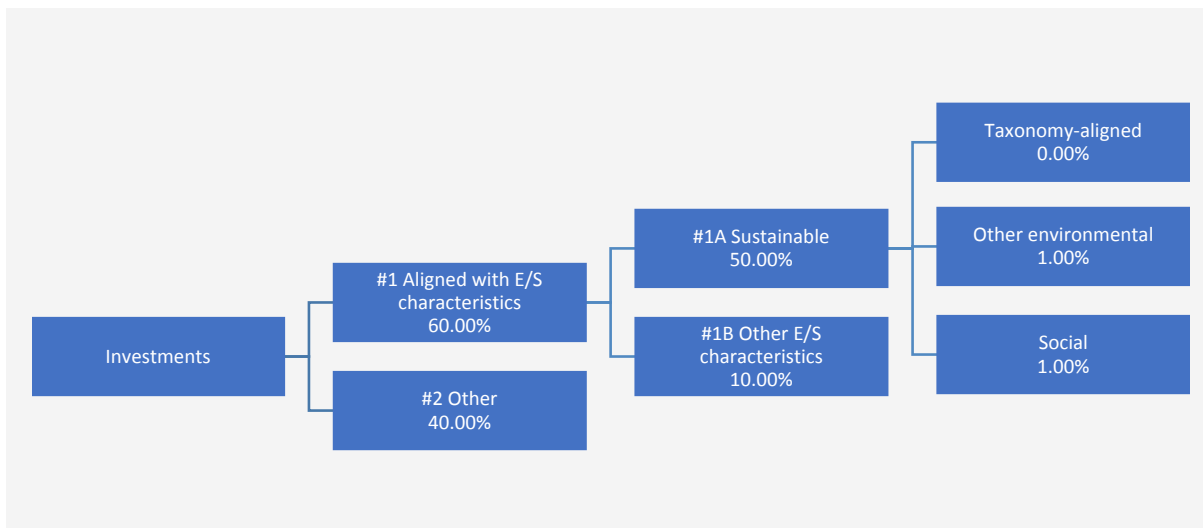 Investments
#1 Aligned with E/S
characteristics
60.00%
#2 Other
40.00%
#1A Sustainable
50.00%
#1B Other E/S
characteristics
10.00%
Taxonomy-aligned
0.00%
Other environmental
1.00%
Social
1.00%